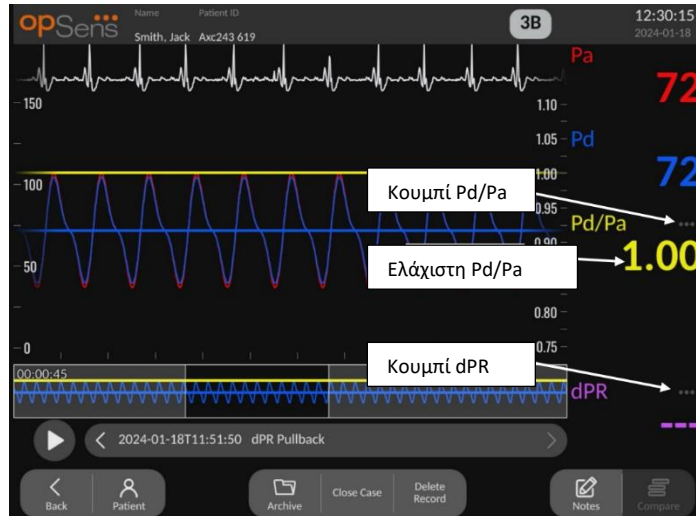 opSens
Name
Patient ID
Smith, Jack
Axc243 619
3B
12:30:15
2024-01-18
Pa
72
150
1.10
1.05
Pd
72
1.00
100
Κουμπί Pd/Pa
0.95
Pd/Pa
0.90
1.00
Ελάχιστη Pd/Pa
50
0.80
0.75
0
Κουμπί dPR
00:00:45
dPR
---
2024-01-18T11:51:50 dPR Pullback
Back
Patient
Archive
Close Case
Delete
Record
Notes
Compare